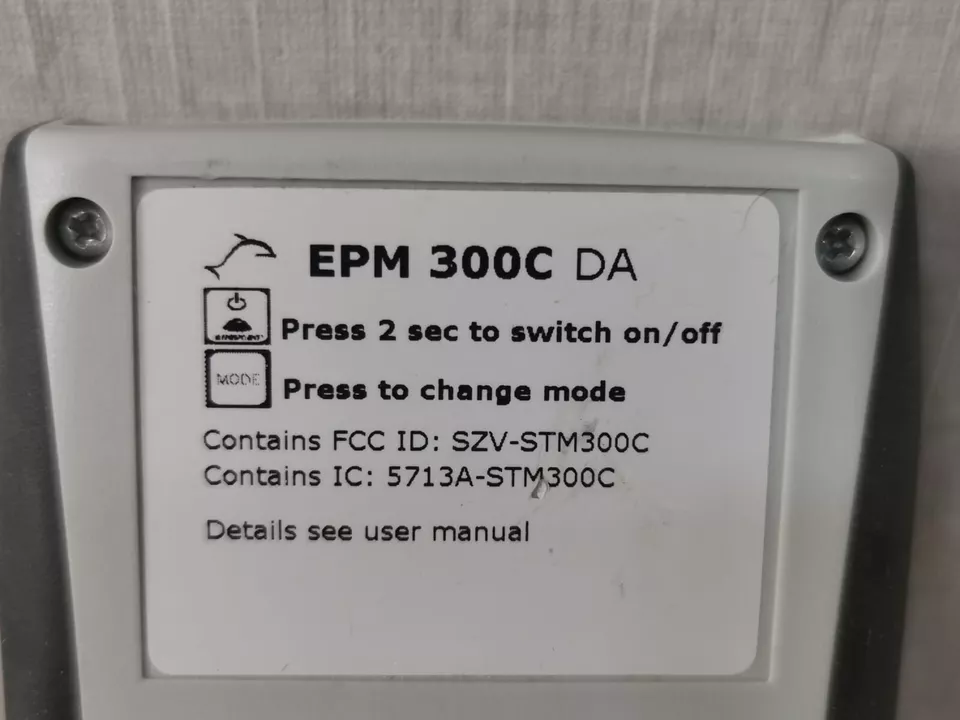 EPM 300C DA
Press 2 sec to switch on/off
MODE
Press to change mode
Contains FCC ID: SZV-STM300C
Contains IC: 5713A-STM300C
Details see user manual